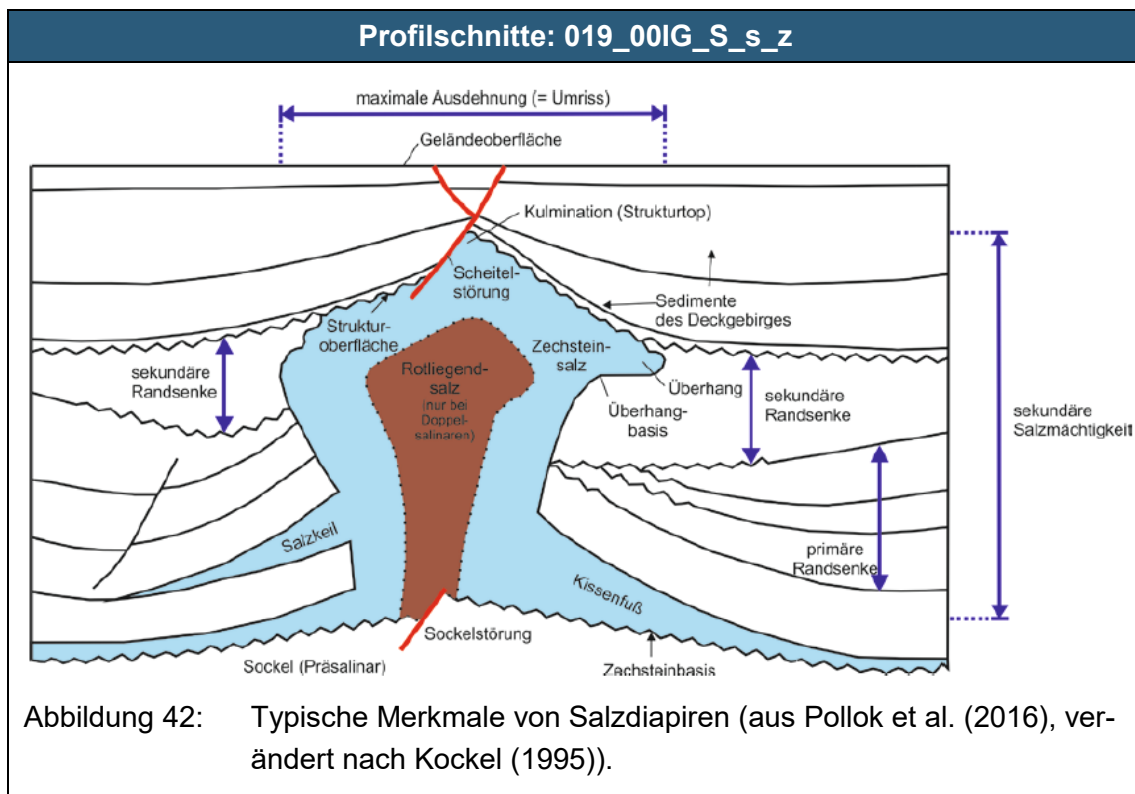 Profilschnitte: 019_00IG_S_s_z
maximale Ausdehnung (= Umriss)
Geländeoberfläche
Kulmination (Strukturtop)
Scheitel-
störung
Sedimente
des Deckgebirges
Struktur-
oberfläche
Zechstein-
salz
sekundäre
Randsenke
Rotliegend-
salz
(nur bei
Doppel-
salinaren)
Überhang
Überhang-
basis
sekundäre
Randsenke
sekundäre
Salzmächtigkeit
Salzkeil
primäre
Randsenke
Kissenfuß
Sockelstörung
Sockel (Präsalinar)
Zechsteinbasis
Abbildung 42: Typische Merkmale von Salzdiapiren (aus Pollok et al. (2016), ver-
ändert nach Kockel (1995)).